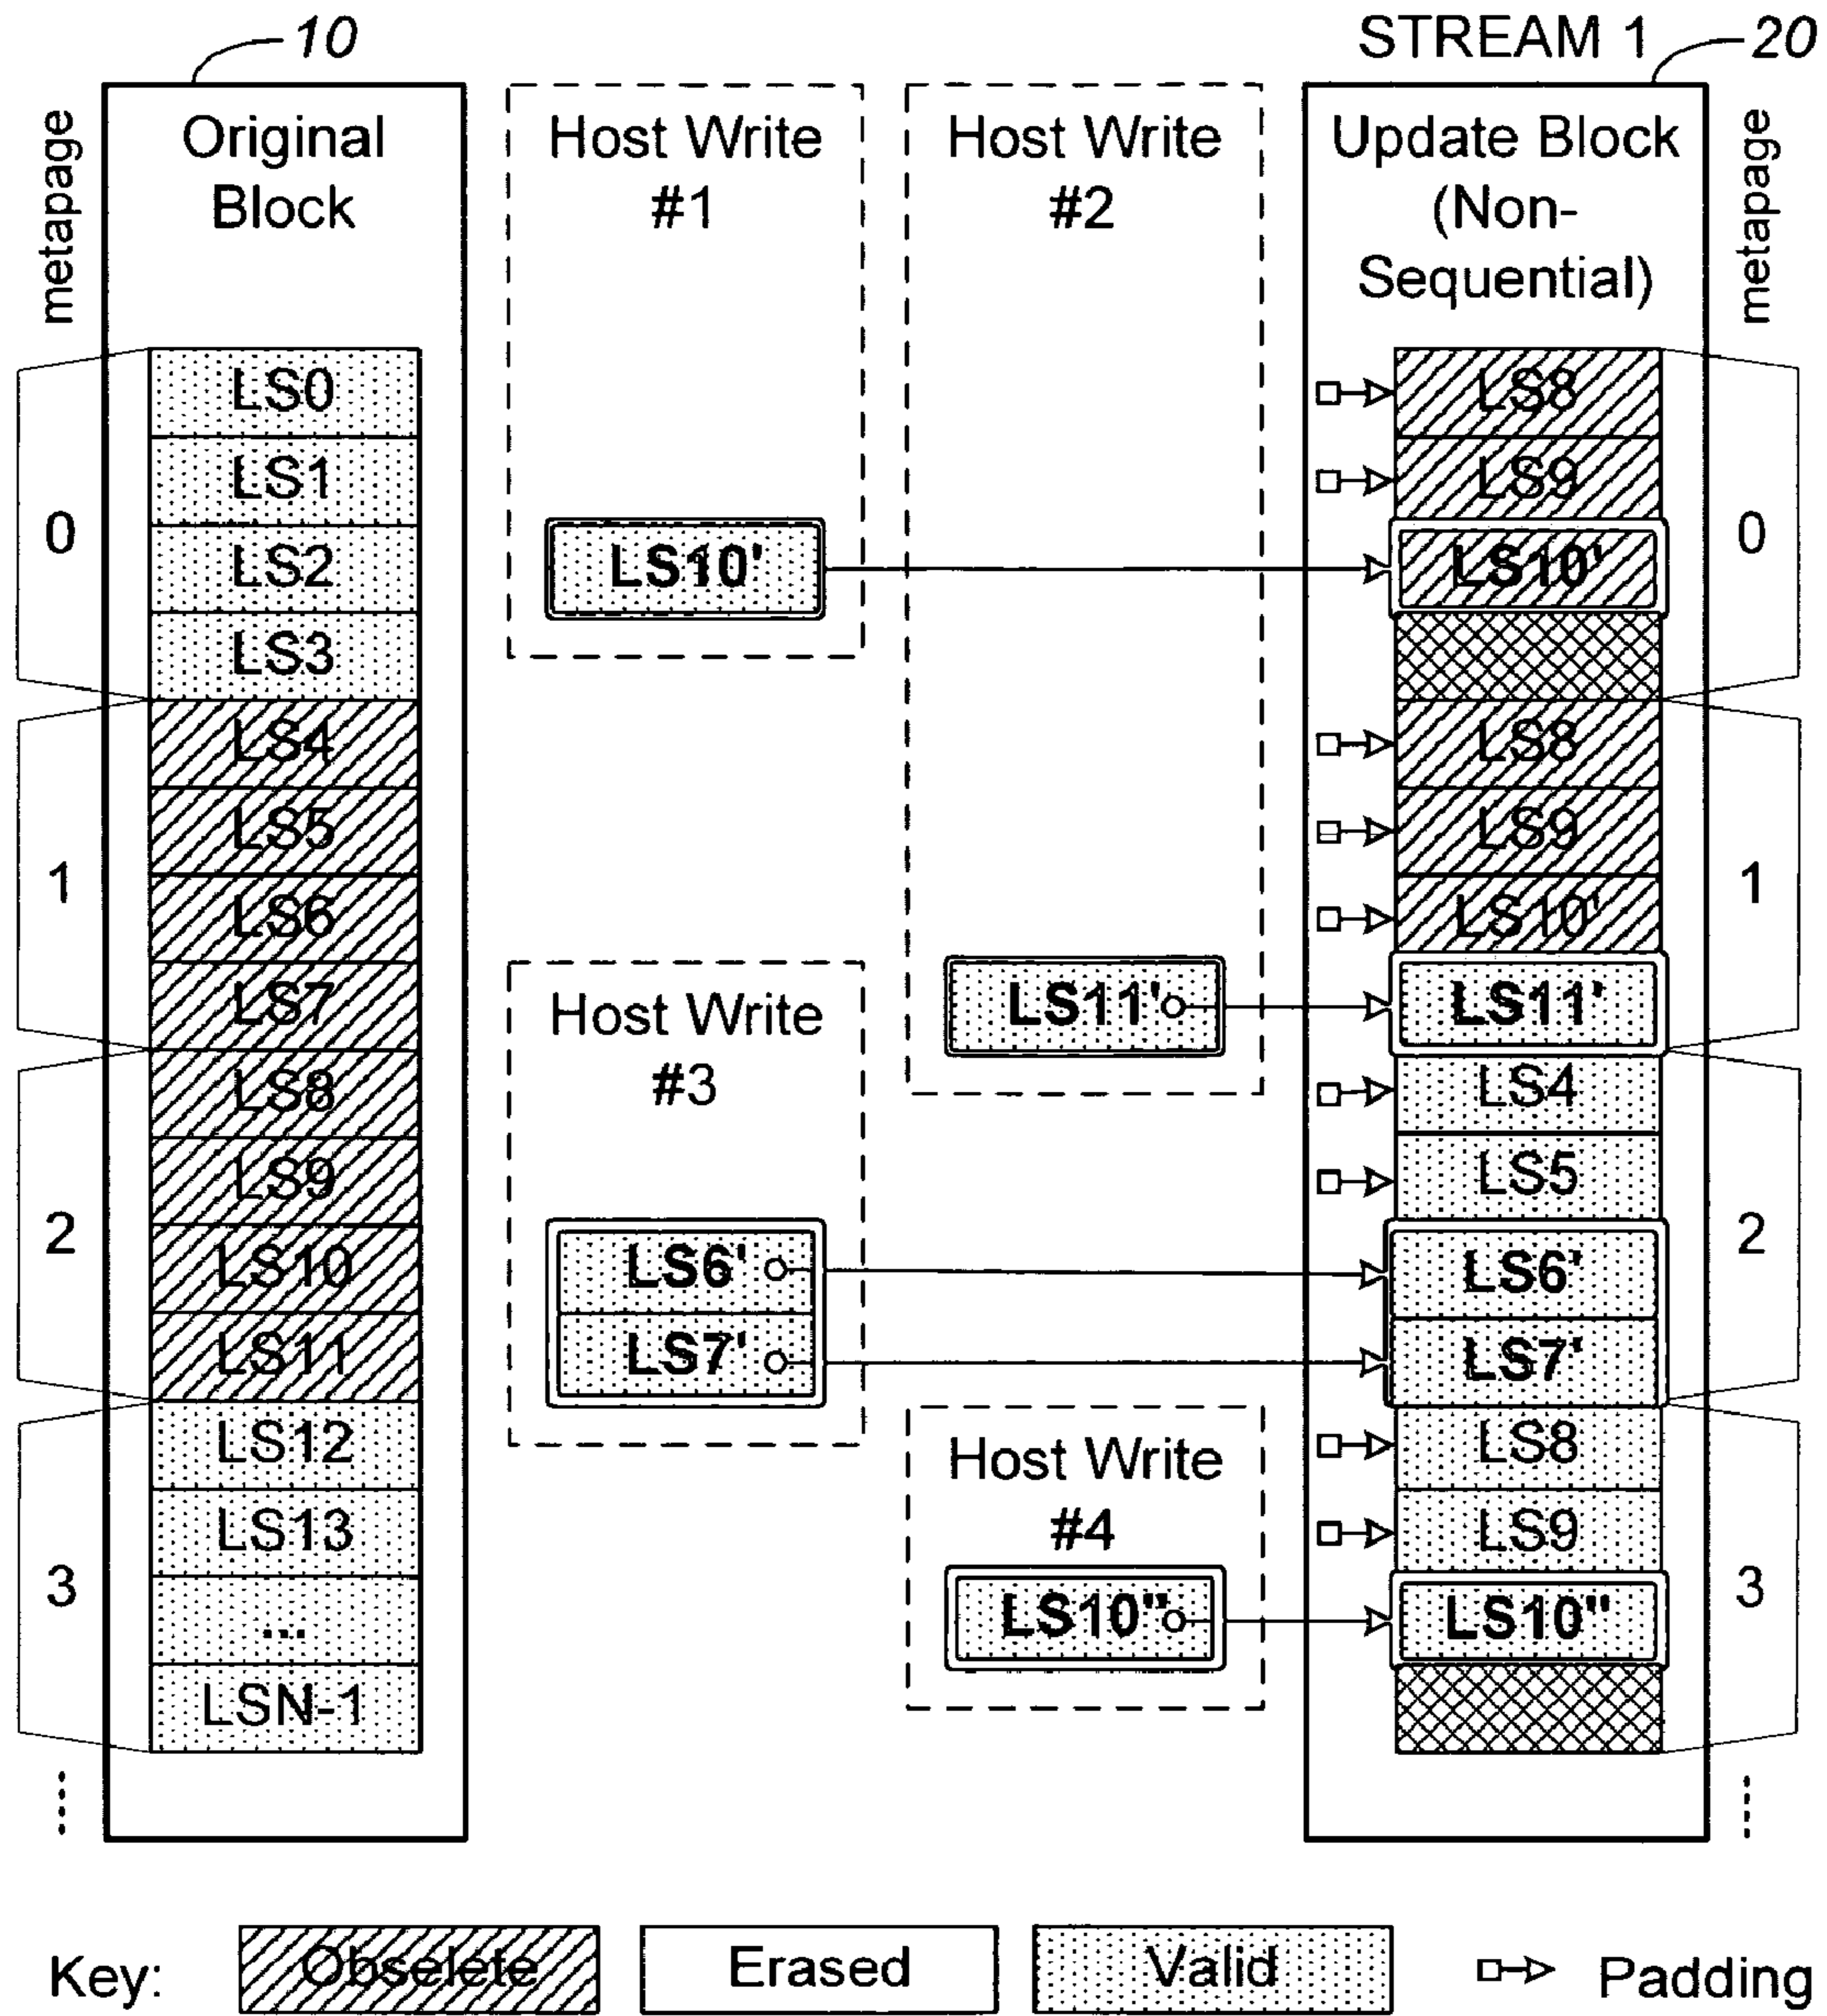 10
STREAM 1
20
metapage
Original
Block
Host Write
#1
Host Write
#2
Update Block
(Non-
Sequential)
metapage
0
LS0
LS1
LS2
LS3
1
LS4
LS5
LS6
LS7
2
LS8
LS9
LS10
LS11
3
LS12
LS13
...
LSN-1
....
LS10'
LS11'
Host Write
#3
LS6'
LS7'
Host Write
#4
LS10"
LS8
LS9
LS10'
0
LS8
LS9
LS10'
LS11'
1
LS4
LS5
LS6'
LS7'
2
LS8
LS9
LS10"
3
....
Key:
Obselete
Erased
Valid
Padding